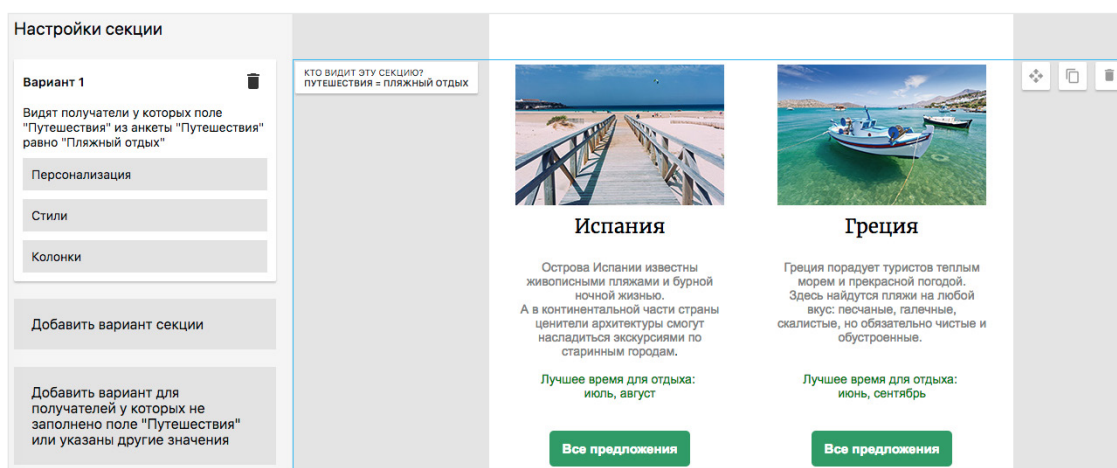 Настройки секции
Вариант 1
Видят получатели у которых поле
"Путешествия" из анкеты "Путешествия"
равно "Пляжный отдых"
Персонализация
Стили
Колонки
Добавить вариант секции
Добавить вариант для
получателей у которых не
заполнено поле "Путешествия"
или указаны другие значения
КТО ВИДИТ ЭТУ СЕКЦИЮ?
ПУТЕШЕСТВИЯ = ПЛЯЖНЫЙ ОТДЫХ
Испания
Острова Испании известны
живописными пляжами и бурной
ночной жизнью.
А в континентальной части страны
ценители архитектуры смогут
насладиться экскурсиями по
старинным городам.
Лучшее время для отдыха:
июль, август
Все предложения
Греция
Греция порадует туристов теплым
морем и прекрасной погодой.
Здесь найдутся пляжи на любой
вкус: песчаные, галечные,
скалистые, но обязательно чистые и
обустроенные.
Лучшее время для отдыха:
июнь, сентябрь
Все предложения